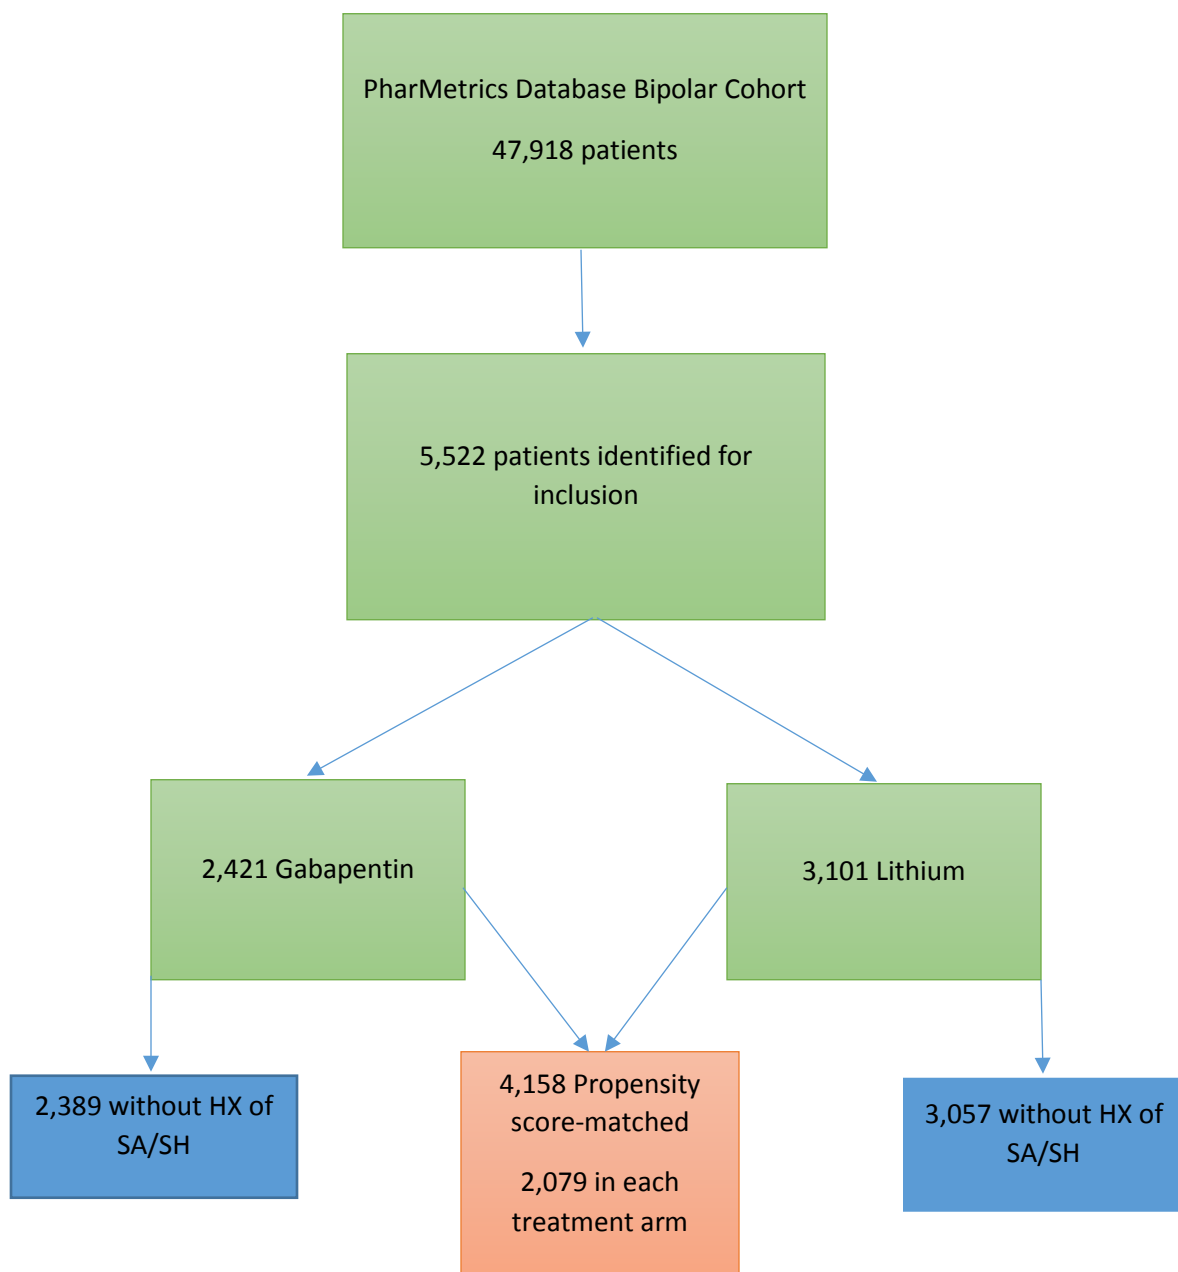 PharMetrics Database Bipolar Cohort
47,918 patients
5,522 patients identified for
inclusion
2,421 Gabapentin
3,101 Lithium
2,389 without HX of
SA/SH
4,158 Propensity
score-matched
2,079 in each
treatment arm
3,057 without HX of
SA/SH